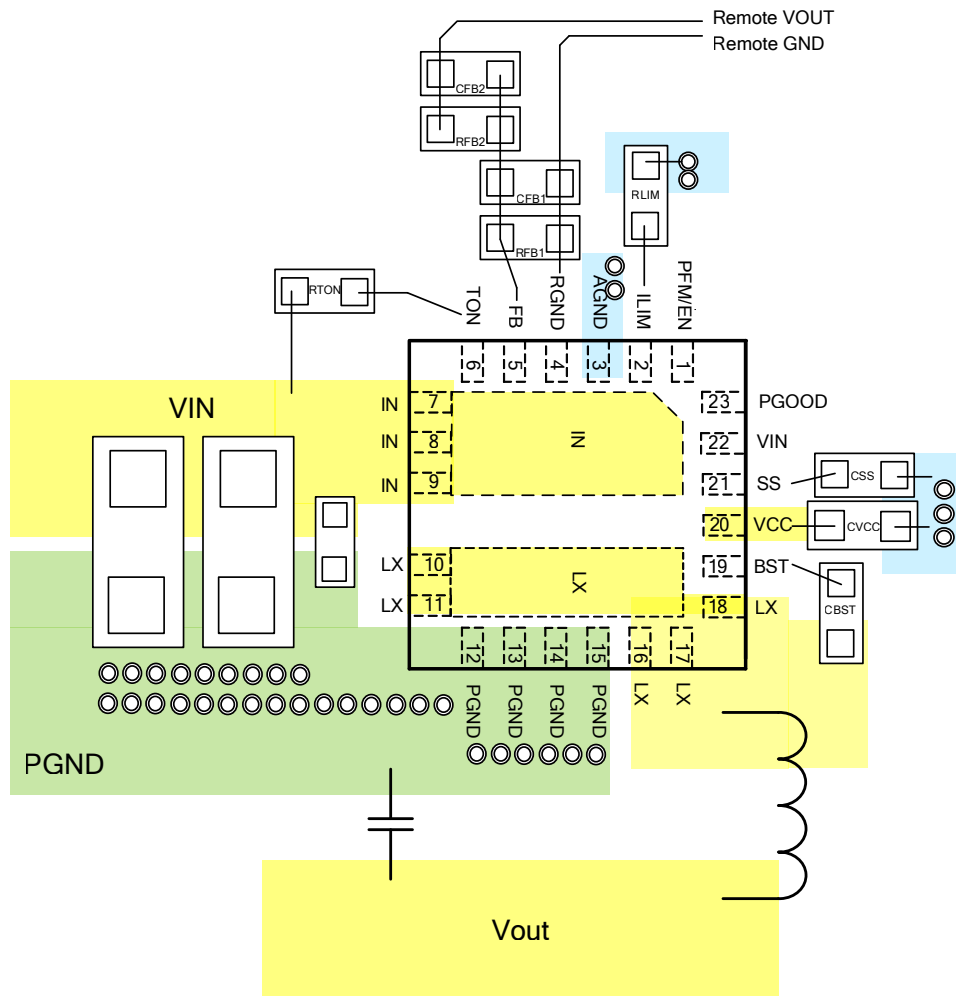 Remote VOUT
Remote GND
CFB2
RFB2
CFB1
RFB1
RLIM
RTON
TON
FB
RGND
AGND
ILIM
PFM/EN
6
5
4
3
2
1
VIN
IN 7
IN 8
IN 9
IN
23 PGOOD
22 VIN
21 SS
CSS
20 VCC
CVCC
19 BST
CBST
18 LX
LX 10
LX 11
LX
12
13
14
15
16
17
PGND
PGND
PGND
PGND
LX
LX
PGND
Vout